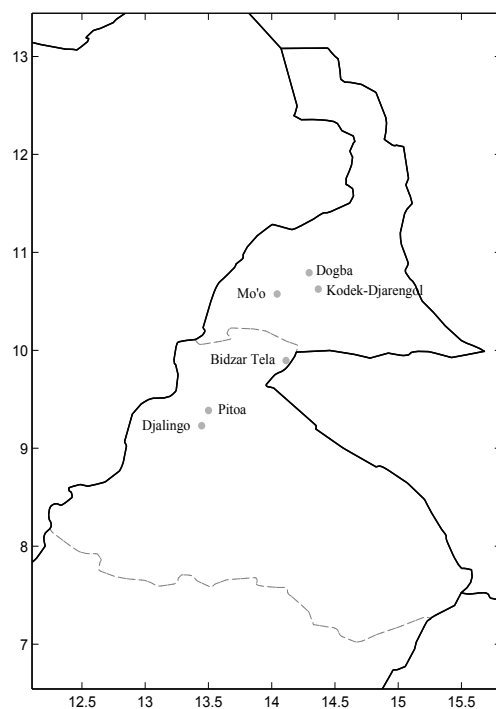 13
12
11
Dogba
Mo'o
Kodek-Djarengol
10
Bidzar Tela
Pitoa
Djalingo
9
8
7
12.5 13 13.5 14 14.5 15 15.5